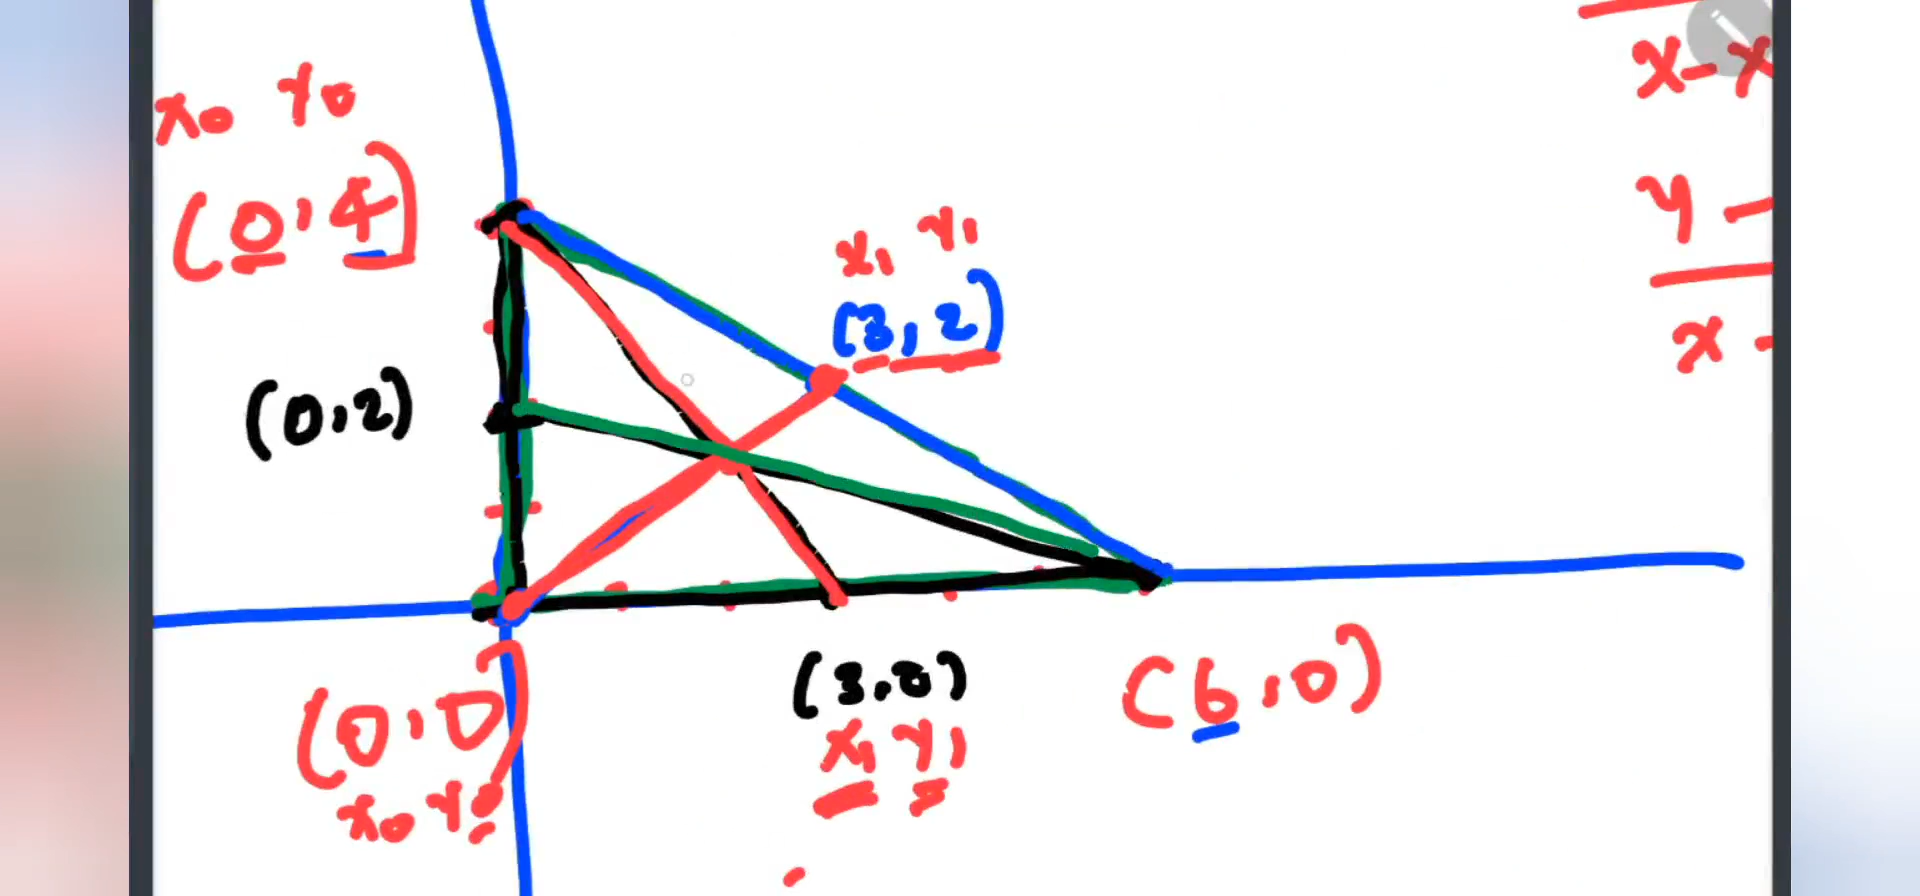 x₀ y₀
(0,4)
x₁ y₁
(3,2)
(0,2)
(0,0)
x₀ y₀
(3,0)
x₁ y₁
(6,0)
x-x
y -
x -